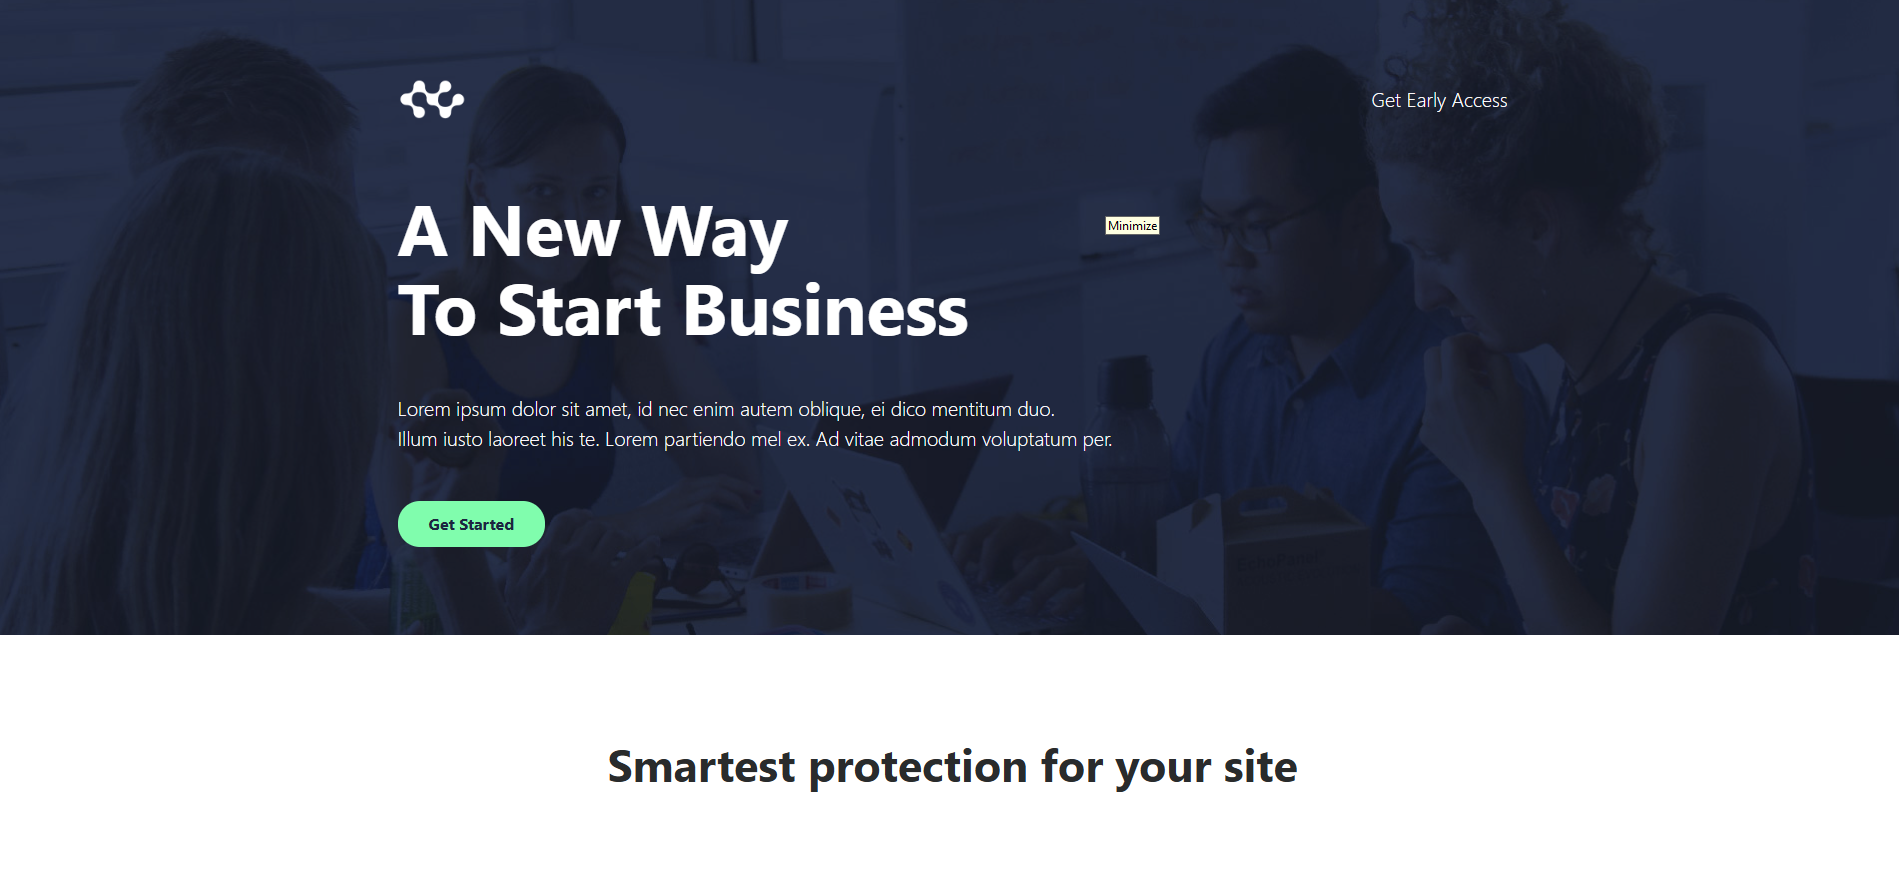 Get Early Access
A New Way
To Start Business
Minimize
Lorem ipsum dolor sit amet, id nec enim autem oblique, ei dico mentitum duo.
Illum iusto laoreet his te. Lorem partiendo mel ex. Ad vitae admodum voluptatum per.
Get Started
Smartest protection for your site